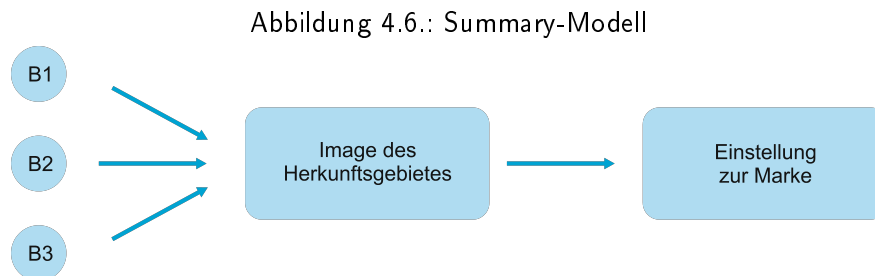 Abbildung 4.6.: Summary-Modell
B1
B2
B3
Image des
Herkunftsgebietes
Einstellung
zur Marke